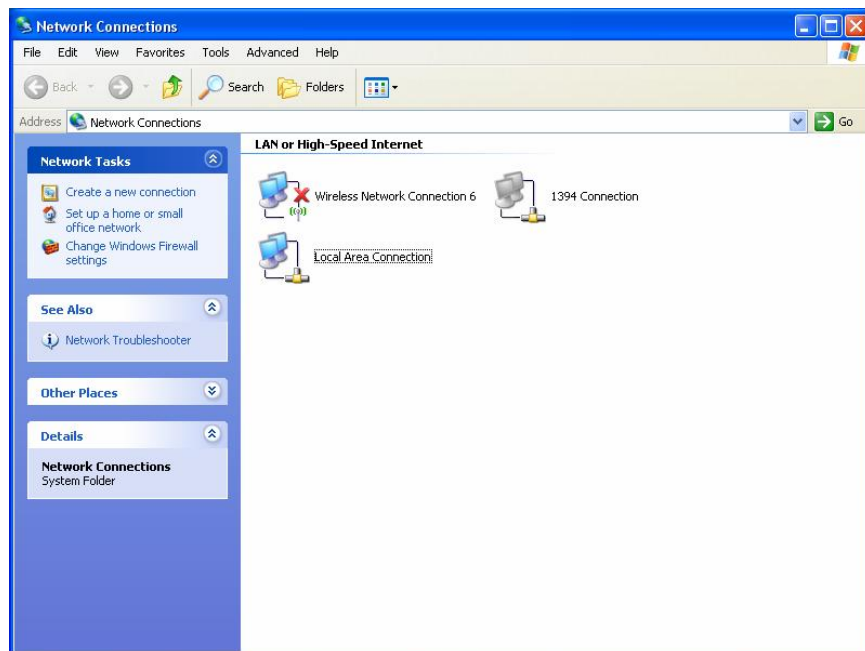 Network Connections
File Edit View Favorites Tools Advanced Help
Back Search Folders
Address Network Connections Go
Network Tasks
Create a new connection
Set up a home or small
office network
Change Windows Firewall
settings
See Also
Network Troubleshooter
Other Places
Details
Network Connections
System Folder
LAN or High-Speed Internet
Wireless Network Connection 6
1394 Connection
Local Area Connection